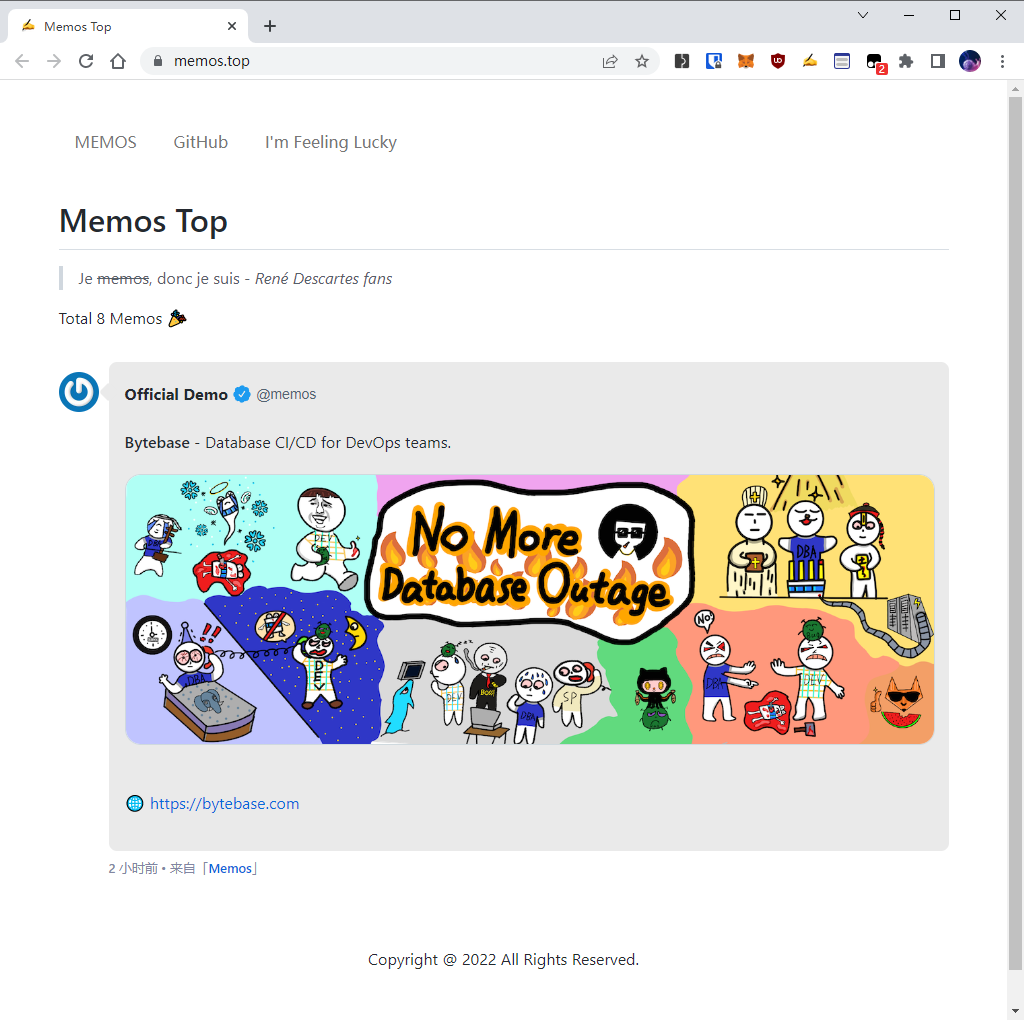 Memos Top
memos.top
2
MEMOS GitHub I'm Feeling Lucky
Memos Top
Je memos, donc je suis - René Descartes fans
Total 8 Memos
Official Demo @memos
Bytebase - Database CI/CD for DevOps teams.
No More
Database Outage
DBA
No!
DBA
DEV
DEV
BOSS
DBA
SP
DBA
DEV
https://bytebase.com
2 小时前 • 来自「Memos」
Copyright @ 2022 All Rights Reserved.